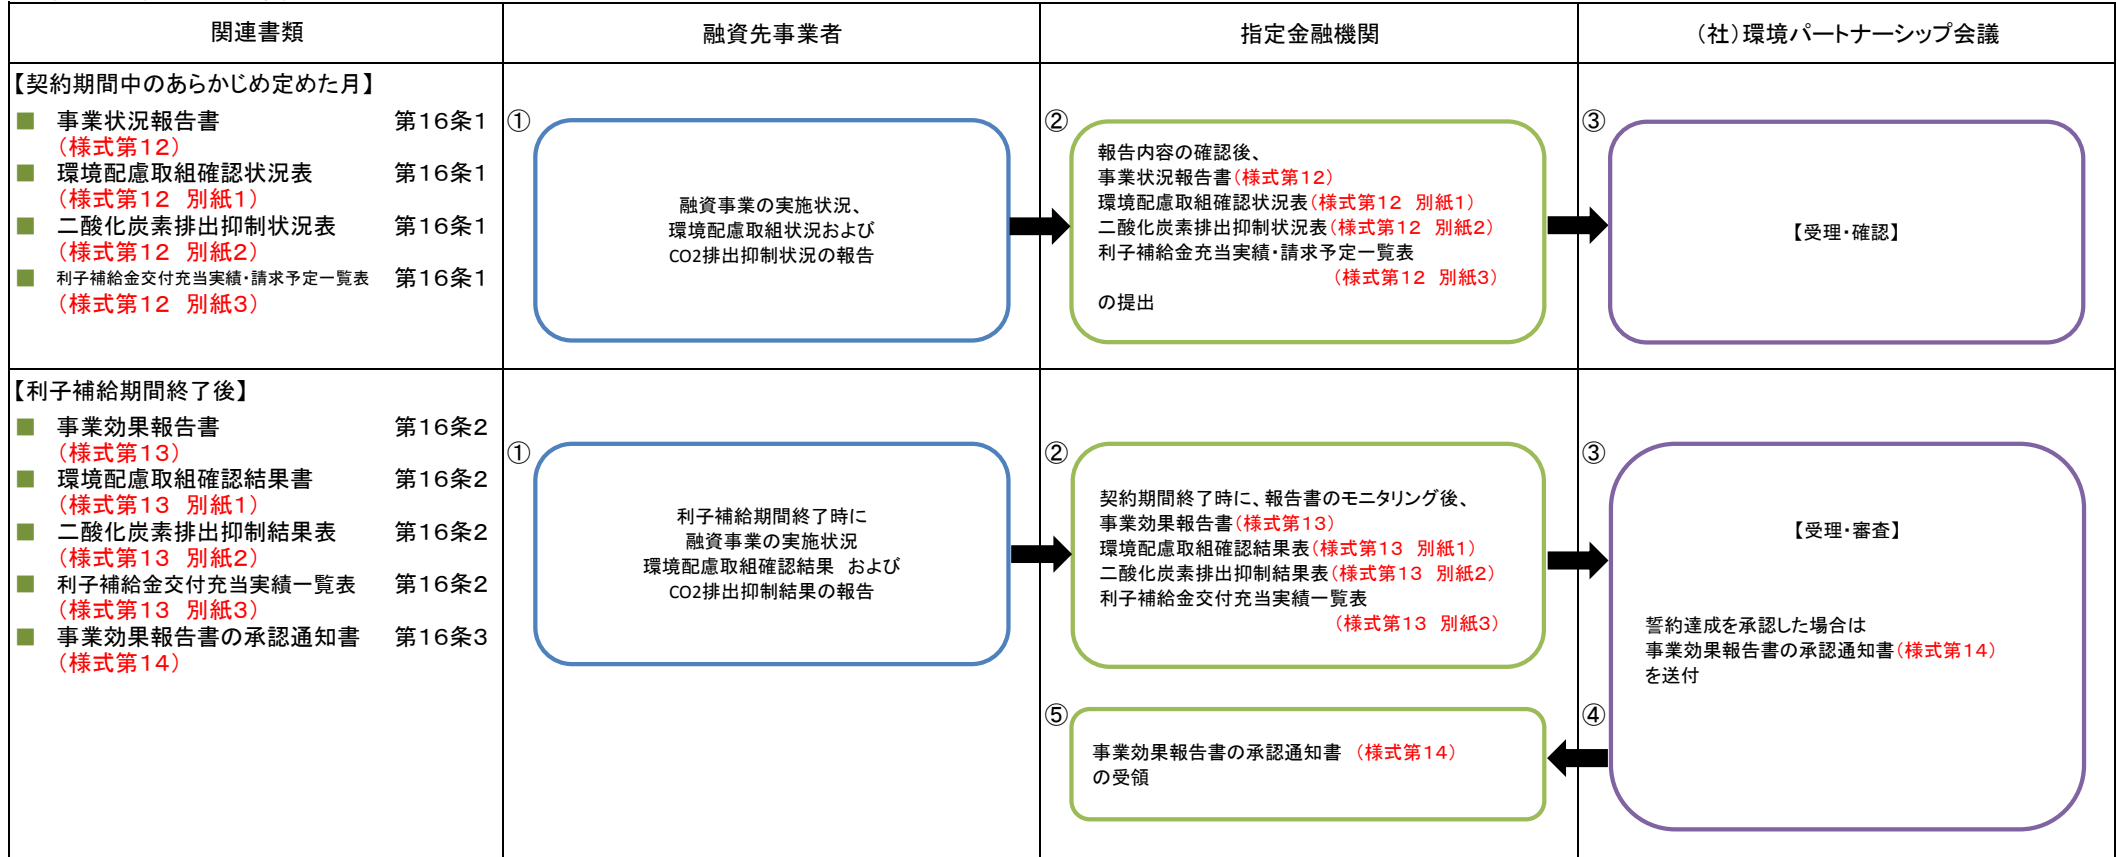 関連書類
融資先事業者
指定金融機関
(社)環境パートナーシップ会議
【契約期間中のあらかじめ定めた月】
■ 事業状況報告書 第16条1
(様式第12)
■ 環境配慮取組確認状況表 第16条1
(様式第12 別紙1)
■ 二酸化炭素排出抑制状況表 第16条1
(様式第12 別紙2)
■ 利子補給金交付充当実績・請求予定一覧表 第16条1
(様式第12 別紙3)
①
融資事業の実施状況、
環境配慮取組状況および
CO2排出抑制状況の報告
②
報告内容の確認後、
事業状況報告書(様式第12)
環境配慮取組確認状況表(様式第12 別紙1)
二酸化炭素排出抑制状況表(様式第12 別紙2)
利子補給金充当実績・請求予定一覧表
(様式第12 別紙3)
の提出
③
【受理・確認】
【利子補給期間終了後】
■ 事業効果報告書 第16条2
(様式第13)
■ 環境配慮取組確認結果書 第16条2
(様式第13 別紙1)
■ 二酸化炭素排出抑制結果表 第16条2
(様式第13 別紙2)
■ 利子補給金交付充当実績一覧表 第16条2
(様式第13 別紙3)
■ 事業効果報告書の承認通知書 第16条3
(様式第14)
①
利子補給期間終了時に
融資事業の実施状況
環境配慮取組確認結果 および
CO2排出抑制結果の報告
②
契約期間終了時に、報告書のモニタリング後、
事業効果報告書(様式第13)
環境配慮取組確認結果表(様式第13 別紙1)
二酸化炭素排出抑制結果表(様式第13 別紙2)
利子補給金交付充当実績一覧表
(様式第13 別紙3)
③
【受理・審査】
誓約達成を承認した場合は
事業効果報告書の承認通知書(様式第14)
を送付
④
⑤
事業効果報告書の承認通知書 (様式第14)
の受領